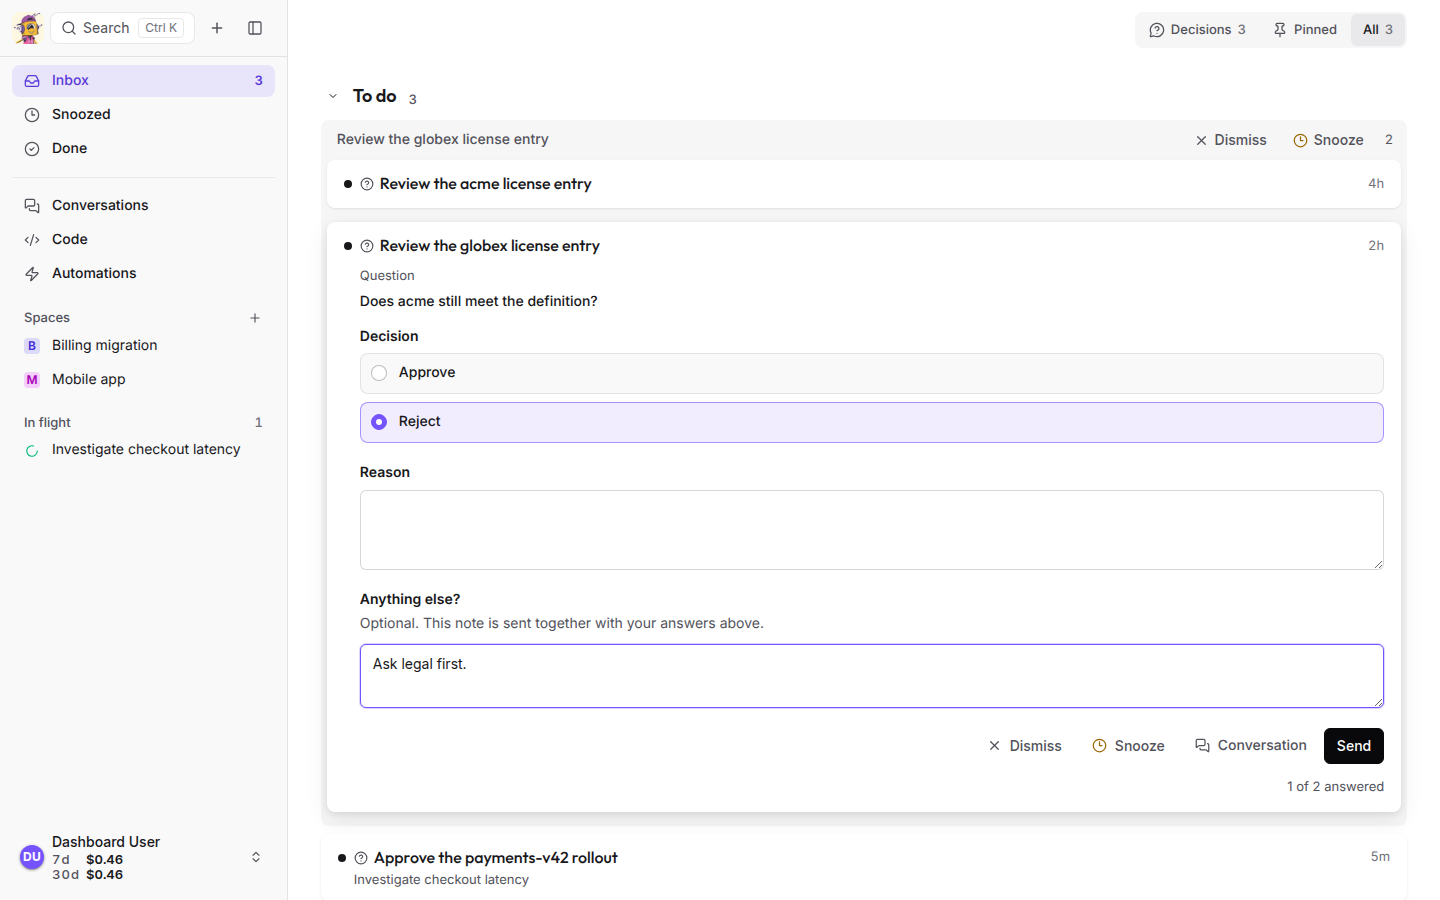 Search Ctrl K
Inbox 3
Snoozed
Done
Conversations
Code
Automations
Spaces
B Billing migration
M Mobile app
In flight 1
Investigate checkout latency
DU Dashboard User
7d $0.46
30d $0.46
Decisions 3 Pinned All 3
To do 3
Review the globex license entry Dismiss Snooze 2
Review the acme license entry 4h
Review the globex license entry 2h
Question
Does acme still meet the definition?
Decision
Approve
Reject
Reason
Anything else?
Optional. This note is sent together with your answers above.
Ask legal first.
Dismiss Snooze Conversation Send
1 of 2 answered
Approve the payments-v42 rollout 5m
Investigate checkout latency